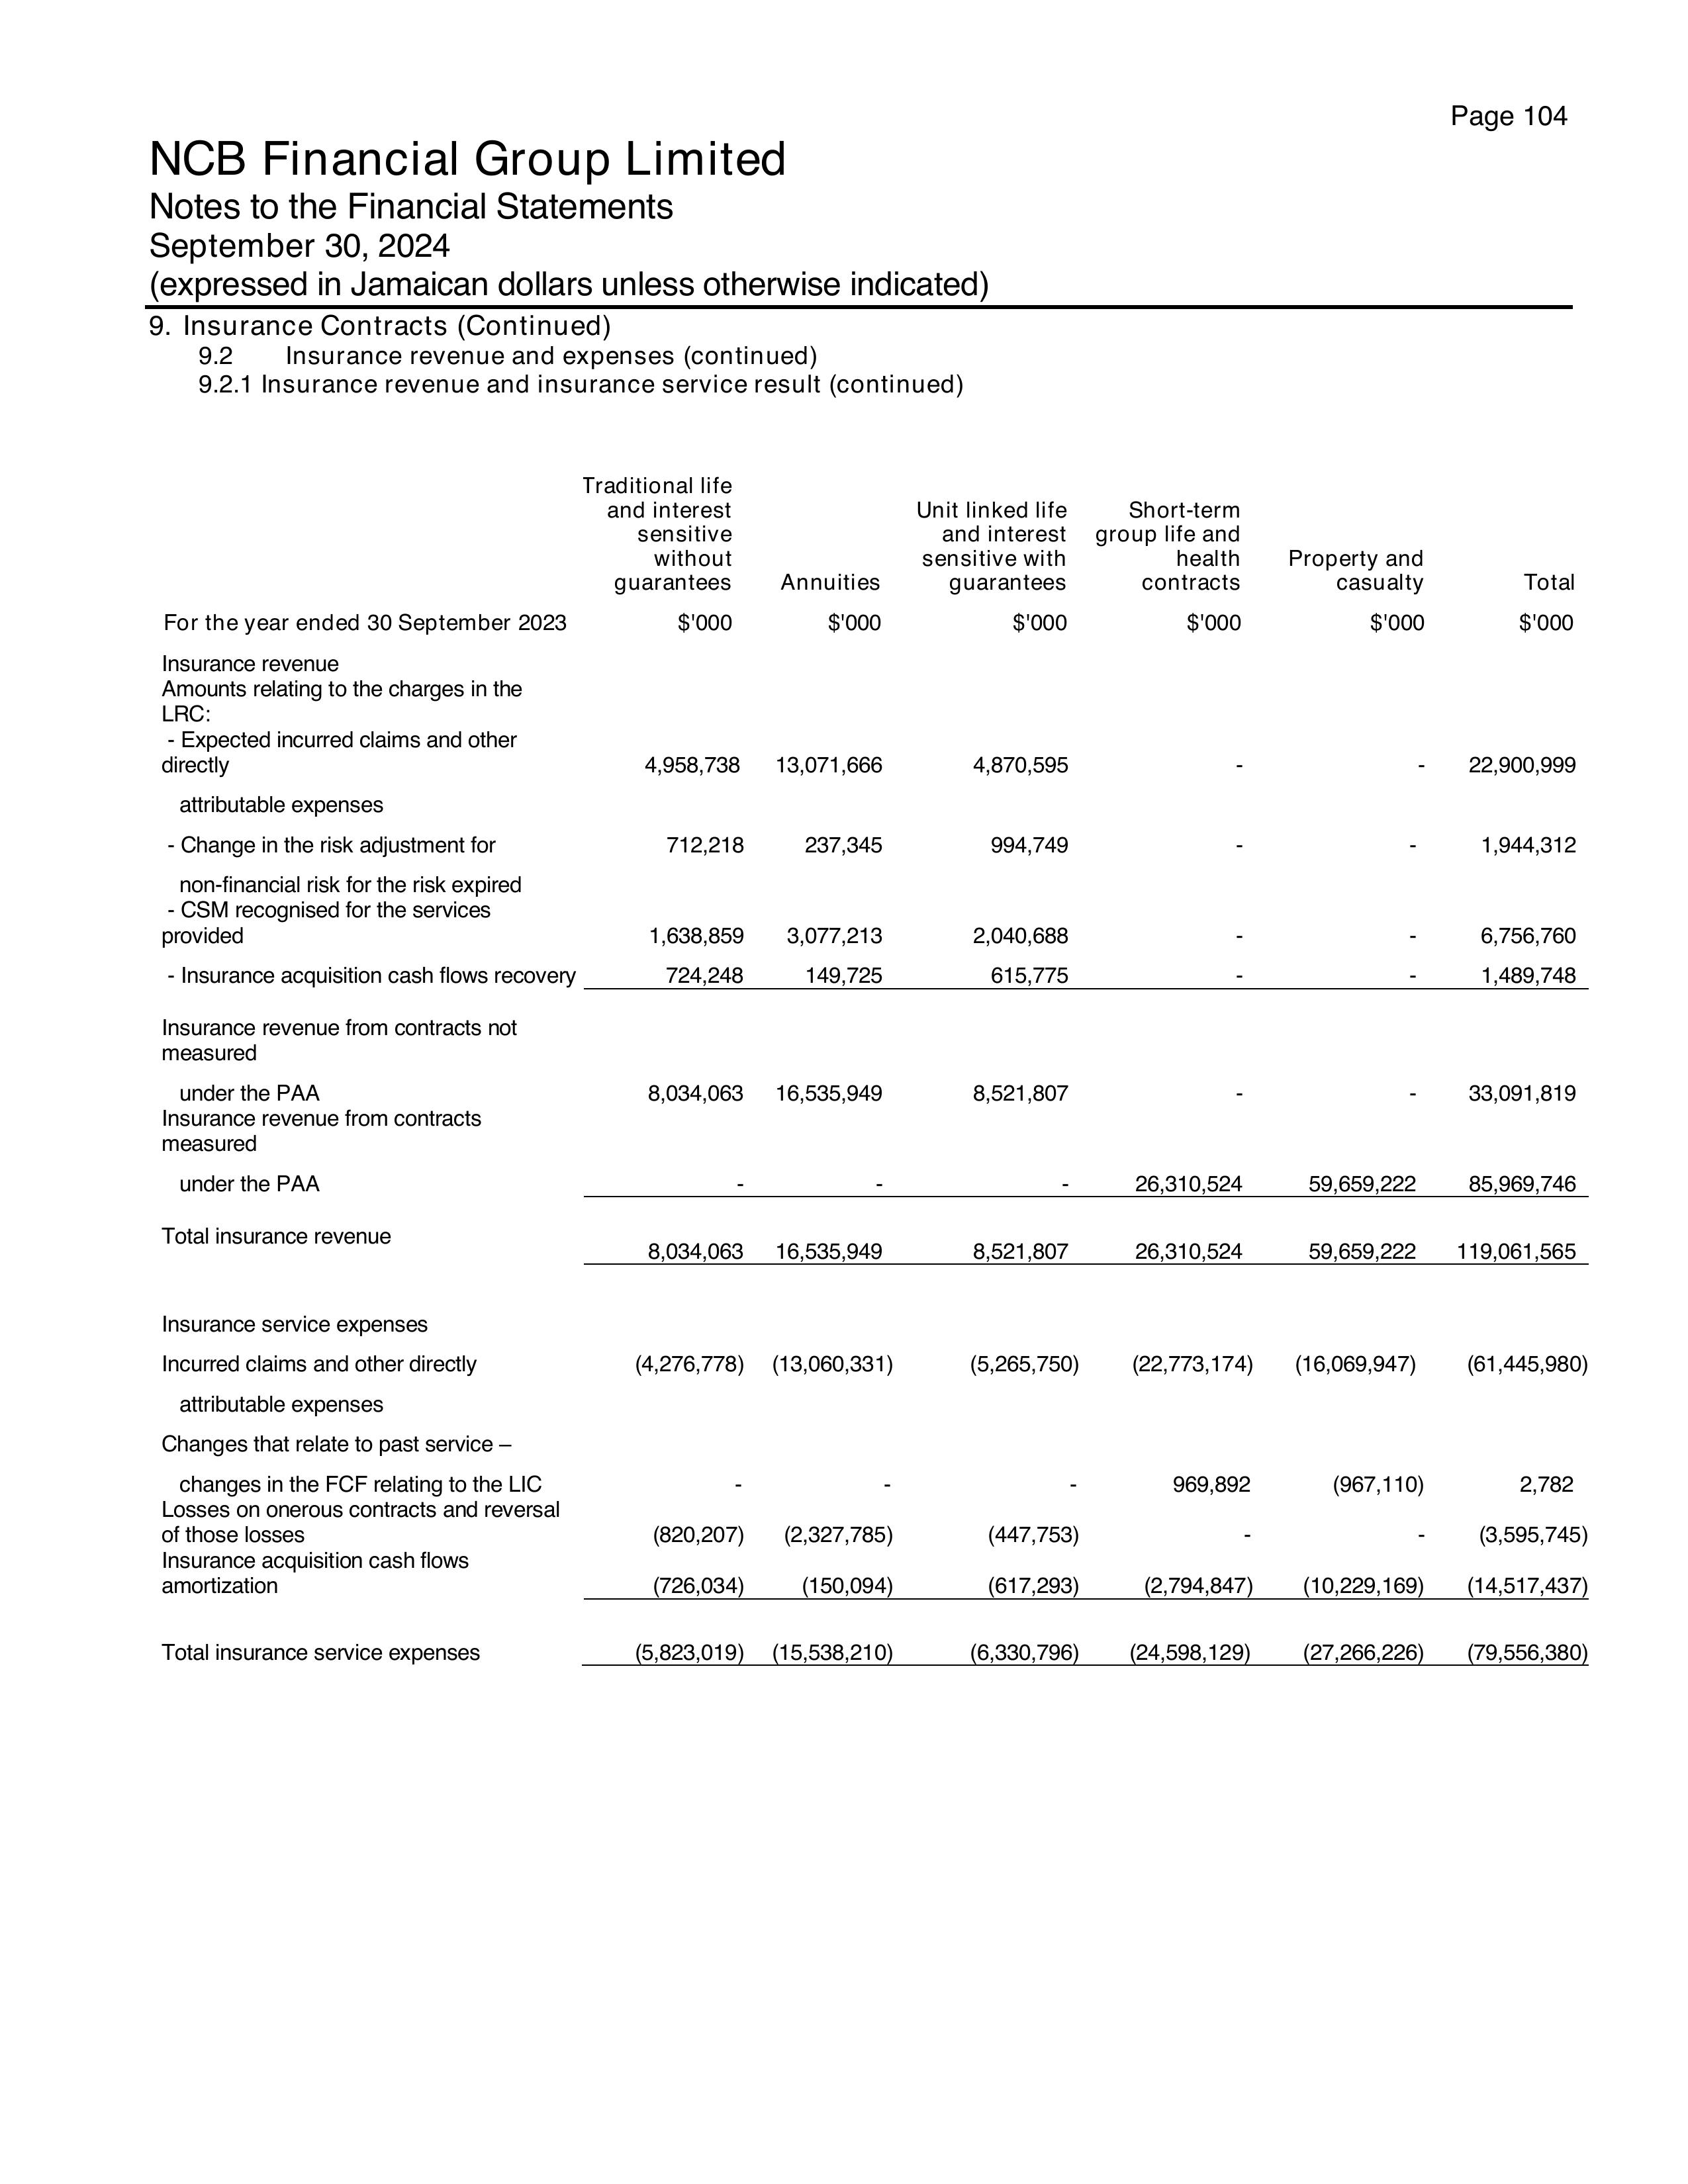 Page 104
NCB Financial Group Limited
Notes to the Financial Statements
September 30, 2024
(expressed in Jamaican dollars unless otherwise indicated)
9. Insurance Contracts (Continued)
9.2 Insurance revenue and expenses (continued)
9.2.1 Insurance revenue and insurance service result (continued)
Traditional life
and interest Unit linked life Short-term
sensitive and interest group life and
without sensitive with health Property and
guarantees Annuities guarantees contracts casualty Total
For the year ended 30 September 2023 $'000 $'000 $'000 $'000 $'000 $'000
Insurance revenue
Amounts relating to the charges in the
LRC:
- Expected incurred claims and other
directly 4,958,738 13,071,666 4,870,595 - - 22,900,999
attributable expenses
- Change in the risk adjustment for 712,218 237,345 994,749 - - 1,944,312
non-financial risk for the risk expired
- CSM recognised for the services
provided 1,638,859 3,077,213 2,040,688 - - 6,756,760
- Insurance acquisition cash flows recovery 724,248 149,725 615,775 - - 1,489,748
Insurance revenue from contracts not
measured
under the PAA 8,034,063 16,535,949 8,521,807 - - 33,091,819
Insurance revenue from contracts
measured
under the PAA - - - 26,310,524 59,659,222 85,969,746
Total insurance revenue 8,034,063 16,535,949 8,521,807 26,310,524 59,659,222 119,061,565
Insurance service expenses
Incurred claims and other directly (4,276,778) (13,060,331) (5,265,750) (22,773,174) (16,069,947) (61,445,980)
attributable expenses
Changes that relate to past service –
changes in the FCF relating to the LIC - - - 969,892 (967,110) 2,782
Losses on onerous contracts and reversal
of those losses (820,207) (2,327,785) (447,753) - - (3,595,745)
Insurance acquisition cash flows
amortization (726,034) (150,094) (617,293) (2,794,847) (10,229,169) (14,517,437)
Total insurance service expenses (5,823,019) (15,538,210) (6,330,796) (24,598,129) (27,266,226) (79,556,380)